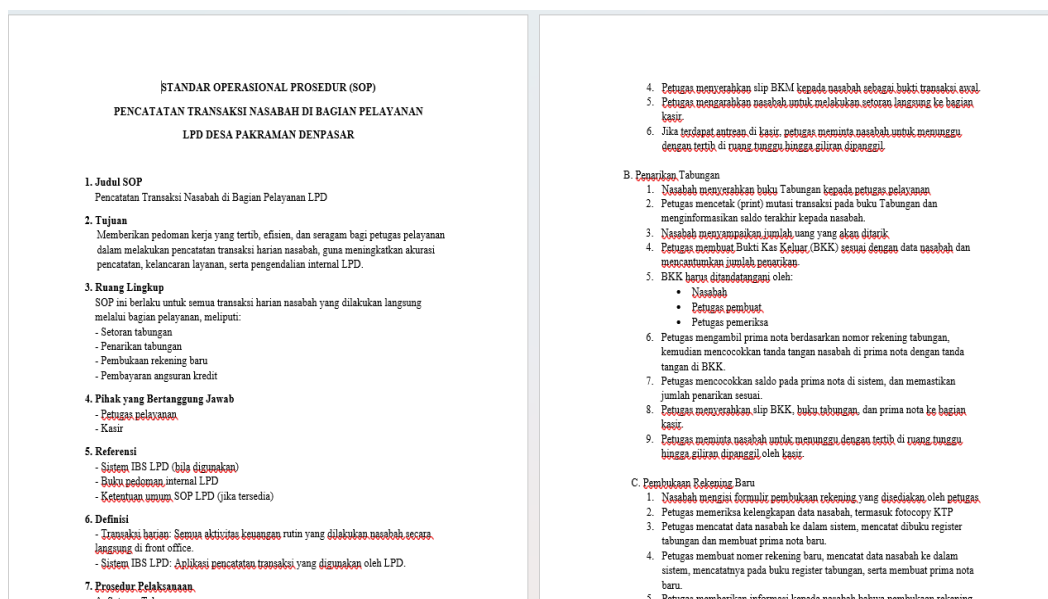 STANDAR OPERASIONAL PROSEDUR (SOP)
PENCATATAN TRANSAKSI NASABAH DI BAGIAN PELAYANAN
LPD DESA PAKRAMAN DENPASAR
1. Judul SOP
Pencatatan Transaksi Nasabah di Bagian Pelayanan LPD
2. Tujuan
Memberikan pedoman kerja yang tertib, efisien, dan seragam bagi petugas pelayanan
dalam melakukan pencatatan transaksi harian nasabah, guna meningkatkan akurasi
pencatatan, kelancaran layanan, serta pengendalian internal LPD.
3. Ruang Lingkup
SOP ini berlaku untuk semua transaksi harian nasabah yang dilakukan langsung
melalui bagian pelayanan, meliputi:
- Setoran tabungan
- Penarikan tabungan
- Pembukaan rekening baru
- Pembayaran angsuran kredit
4. Pihak yang Bertanggung Jawab
- Petugas pelayanan
- Kasir
5. Referensi
- Sistem IBS LPD (bila digunakan)
- Buku pedoman internal LPD
- Ketentuan umum SOP LPD (jika tersedia)
6. Definisi
- Transaksi harian: Semua aktivitas keuangan rutin yang dilakukan nasabah secara
langsung di front office.
- Sistem IBS LPD: Aplikasi pencatatan transaksi yang digunakan oleh LPD.
7. Prosedur Pelaksanaan
4. Petugas menyerahkan slip BKM kepada nasabah sebagai bukti transaksi awal.
5. Petugas mengarahkan nasabah untuk melakukan setoran langsung ke bagian
kasir.
6. Jika terdapat antrean di kasir, petugas meminta nasabah untuk menunggu
dengan tertib di ruang tunggu hingga giliran dipanggil.
B. Penarikan Tabungan
1. Nasabah menyerahkan buku Tabungan kepada petugas pelayanan
2. Petugas mencetak (print) mutasi transaksi pada buku Tabungan dan
menginformasikan saldo terakhir kepada nasabah.
3. Nasabah menyampaikan jumlah uang yang akan ditarik
4. Petugas membuat Bukti Kas Keluar (BKK) sesuai dengan data nasabah dan
mencantumkan jumlah penarikan.
5. BKK harus ditandatangani oleh:
• Nasabah
• Petugas pembuat
• Petugas pemeriksa
6. Petugas mengambil prima nota berdasarkan nomor rekening tabungan,
kemudian mencocokkan tanda tangan nasabah di prima nota dengan tanda
tangan di BKK.
7. Petugas mencocokkan saldo pada prima nota di sistem, dan memastikan
jumlah penarikan sesuai.
8. Petugas menyerahkan slip BKK, buku tabungan, dan prima nota ke bagian
kasir.
9. Petugas meminta nasabah untuk menunggu dengan tertib di ruang tunggu
hingga giliran dipanggil oleh kasir.
C. Pembukaan Rekening Baru
1. Nasabah mengisi formulir pembukaan rekening yang disediakan oleh petugas.
2. Petugas memeriksa kelengkapan data nasabah, termasuk fotocopy KTP
3. Petugas mencatat data nasabah ke dalam sistem, mencatat dibuku register
tabungan dan membuat prima nota baru.
4. Petugas membuat nomer rekening baru, mencatat data nasabah ke dalam
sistem, mencatatnya pada buku register tabungan, serta membuat prima nota
baru.
5. Petugas memberikan informasi kepada nasabah bahwa pembukaan rekening